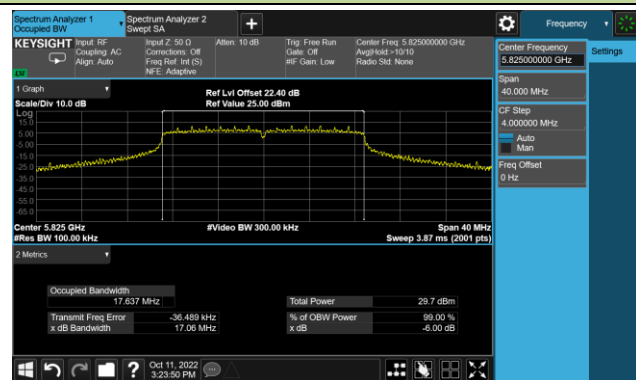 Spectrum Analyzer 1
Occupied BW
Spectrum Analyzer 2
Swept SA
Frequency
KEYSIGHT
Input: RF
Coupling: AC
Align: Auto
Input Z: 50 Ω
Corrections: Off
Freq Ref: Int (S)
NFE: Adaptive
Atten: 10 dB
Trig: Free Run
Gate: Off
#IF Gain: Low
Center Freq: 5.825000000 GHz
Avg|Hold:>10/10
Radio Std: None
Center Frequency
5.825000000 GHz
Settings
Span
40.000 MHz
CF Step
4.000000 MHz
Auto
Man
Freq Offset
0 Hz
1 Graph
Scale/Div 10.0 dB
Ref Lvl Offset 22.40 dB
Ref Value 25.00 dBm
Log
15.0
5.00
-5.00
-15.0
-25.0
-35.0
-45.0
-55.0
-65.0
Center 5.825 GHz
#Res BW 100.00 kHz
#Video BW 300.00 kHz
Span 40 MHz
Sweep 3.87 ms (2001 pts)
2 Metrics
Occupied Bandwidth
17.637 MHz
Total Power 29.7 dBm
Transmit Freq Error -36.489 kHz
% of OBW Power 99.00 %
x dB Bandwidth 17.06 MHz
x dB -6.00 dB
Oct 11, 2022
3:23:50 PM